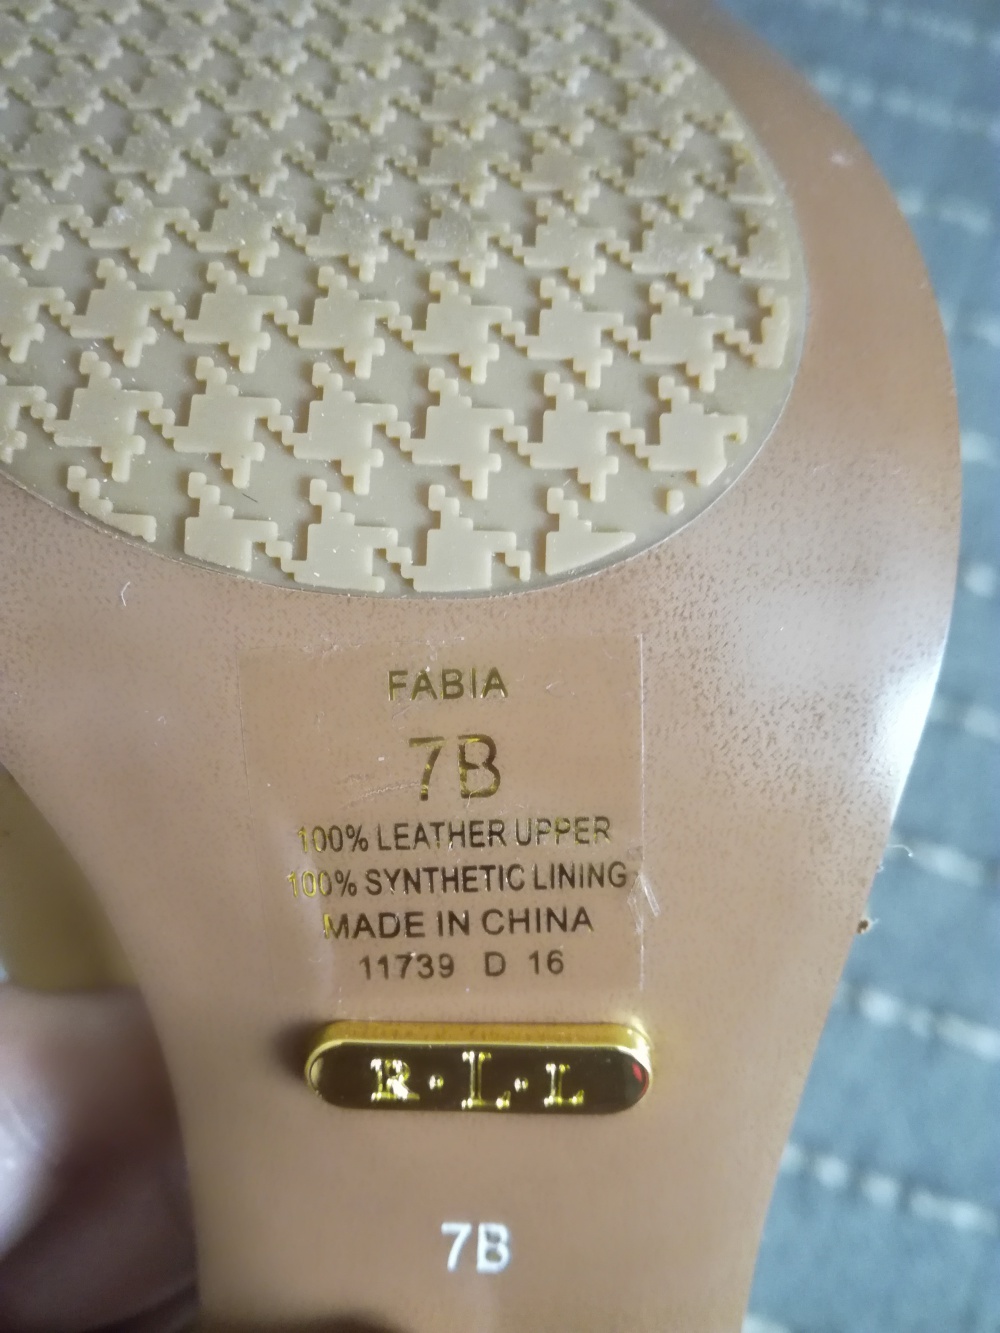 FABIA
7B
100% LEATHER UPPER
100% SYNTHETIC LINING
MADE IN CHINA
11739 D 16
R·L·L
7B